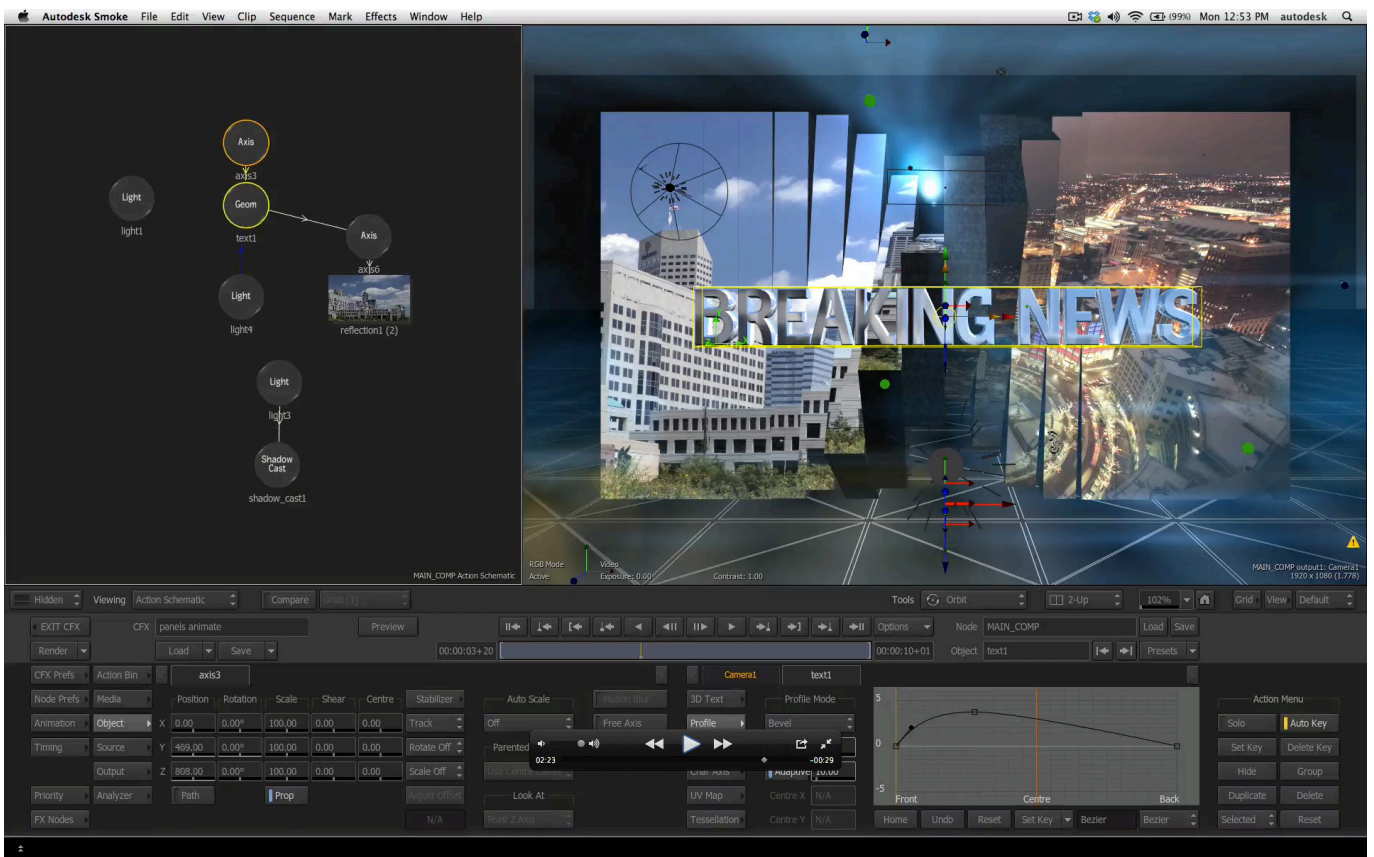 Autodesk Smoke File Edit View Clip Sequence Mark Effects Window Help
(99%) Mon 12:53 PM autodesk
Axis
axis3
Light
light1
Geom
text1
Axis
axis6
reflection1 (2)
Light
light4
Light
light3
Shadow
Cast
shadow_cast1
MAIN_COMP Action Schematic
BREAKING NEWS
Z X
RGB Mode Video
Active Exposure: 0.00 Contrast: 1.00
MAIN_COMP output1: Camera1
1920 x 1080 (1.778)
Hidden Viewing Action Schematic Compare Grab [1] Tools Orbit 2-Up 102% Grid View Default
EXIT CFX CFX panels animate Preview Options Node MAIN_COMP Load Save
Render Load Save 00:00:03+20 00:00:10+01 Object text1 Presets
CFX Prefs Action Bin axis3 Camera1 text1
Node Prefs Media Position Rotation Scale Shear Centre Stabilizer Auto Scale Motion Blur 3D Text Profile Mode 5 Action Menu
Animation Object X 0.00 0.00° 100.00 0.00 0.00 Track Off Free Axis Profile Bevel Solo Auto Key
Timing Source Y 469.00 0.00° 100.00 0.00 0.00 Rotate Off Parented 0 Set Key Delete Key
02:23 -00:29
Output Z 808.00 0.00° 100.00 0.00 0.00 Scale Off Char Axis Adaptive 10.00 Hide Group
Priority Analyzer Path Prop Adjust Offset Look At UV Map Centre X N/A -5 Front Centre Back Duplicate Delete
FX Nodes N/A Point Z Axis Tessellation Centre Y N/A Home Undo Reset Set Key Bezier Bezier Selected Reset